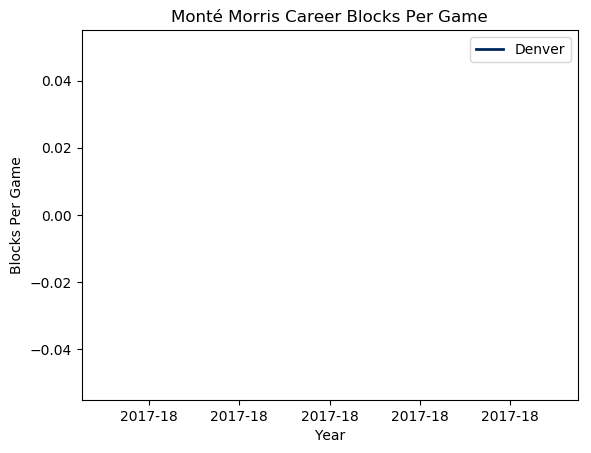 Monté Morris Career Blocks Per Game
Denver
Blocks Per Game
0.04
0.02
0.00
−0.02
−0.04
2017-18 2017-18 2017-18 2017-18 2017-18
Year